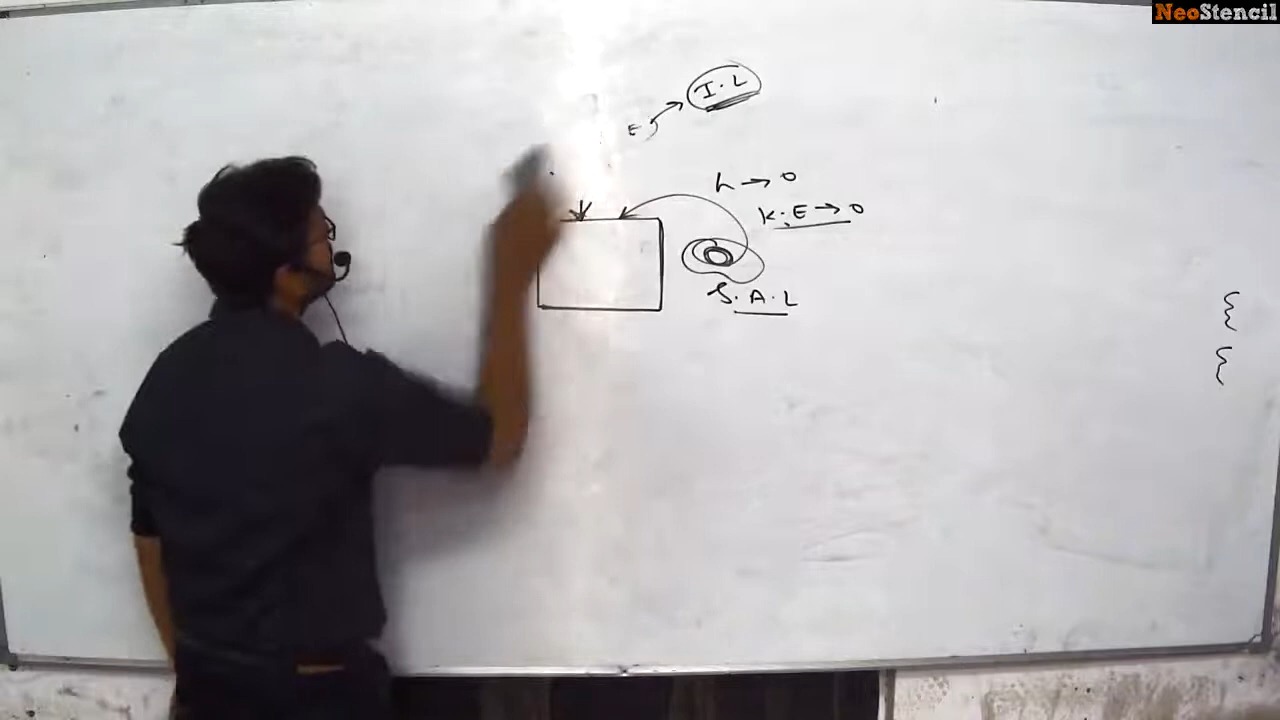 NeoStencil
I.L
E
h → 0
K.E → 0
S.A.L